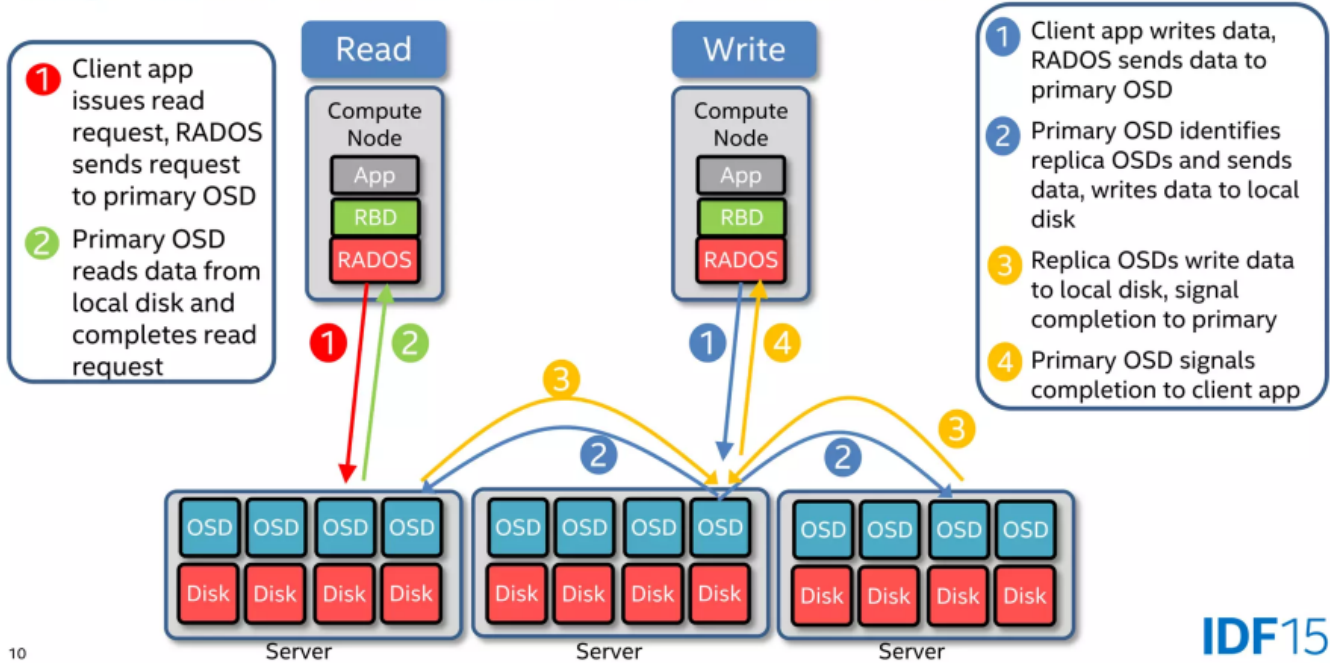 Read
Write
1 Client app
issues read
request, RADOS
sends request
to primary OSD
2 Primary OSD
reads data from
local disk and
completes read
request
Compute
Node
App
RBD
RADOS
Compute
Node
App
RBD
RADOS
1 Client app writes data,
RADOS sends data to
primary OSD
2 Primary OSD identifies
replica OSDs and sends
data, writes data to local
disk
3 Replica OSDs write data
to local disk, signal
completion to primary
4 Primary OSD signals
completion to client app
1 2
1 4
3
2
2
3
OSD OSD OSD OSD
Disk Disk Disk Disk
Server
OSD OSD OSD OSD
Disk Disk Disk Disk
Server
OSD OSD OSD OSD
Disk Disk Disk Disk
Server
10
IDF15